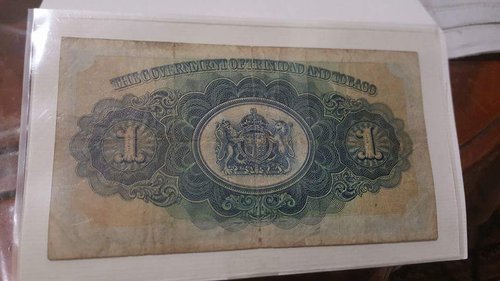 THE GOVERNMENT OF TRINIDAD AND TOBAGO
1 1